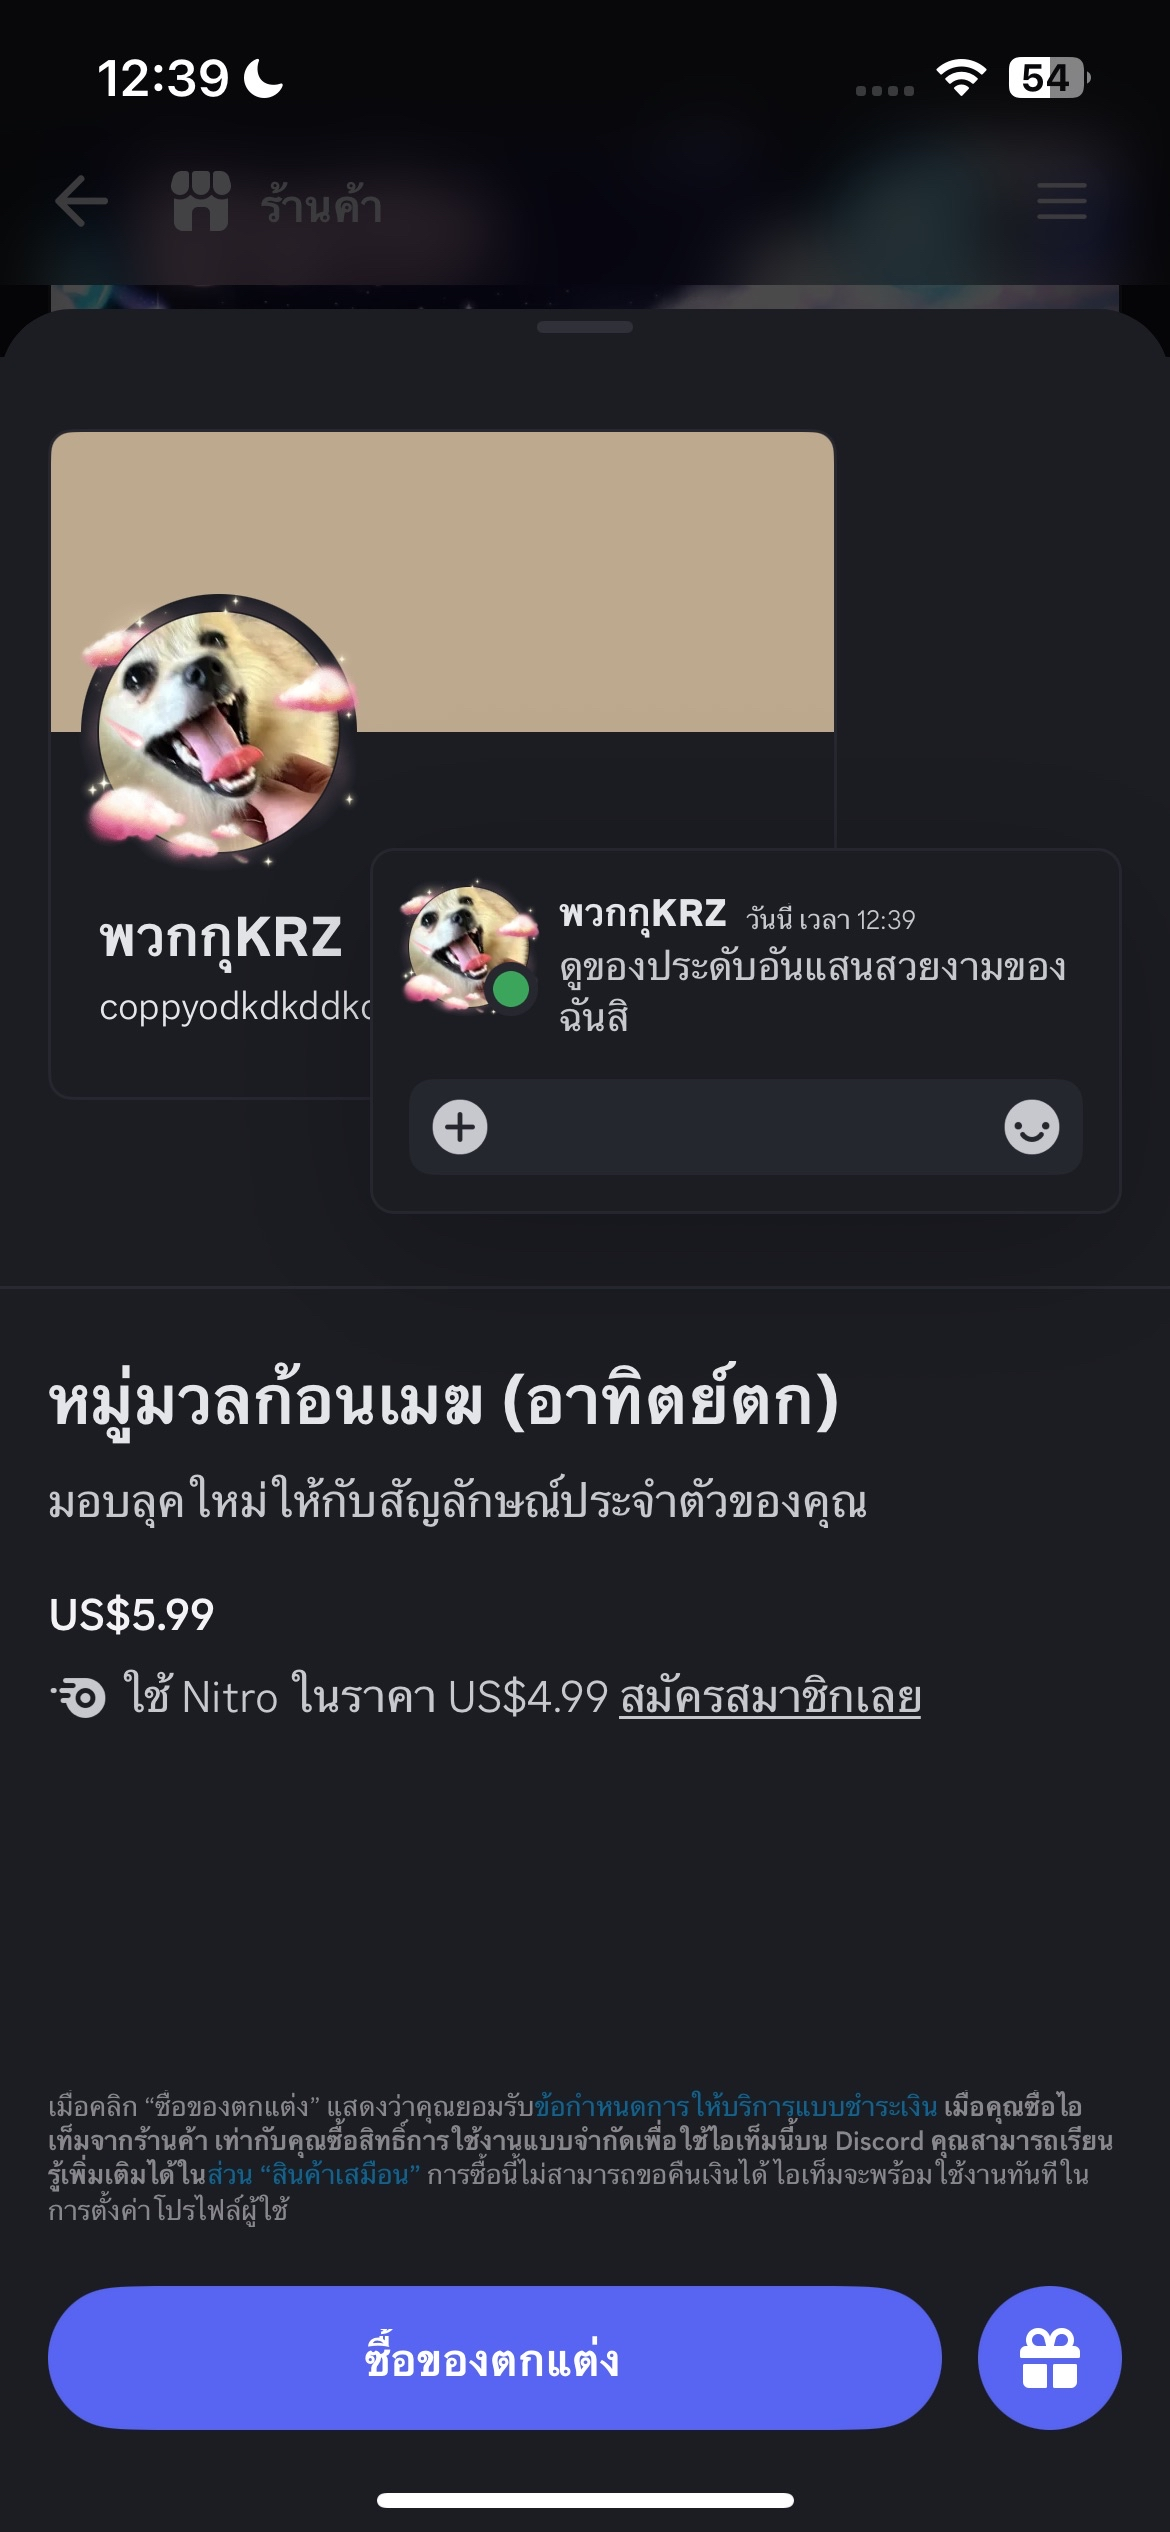 12:39
54
ร้านค้า
พวกกุKRZ
coppyodkdkddkd
พวกกุKRZ วันนี้ เวลา 12:39
ดูของประดับอันแสนสวยงามของ
ฉันสิ
หมู่มวลก้อนเมฆ (อาทิตย์ตก)
มอบลุคใหม่ให้กับสัญลักษณ์ประจำตัวของคุณ
US$5.99
ใช้ Nitro ในราคา US$4.99 สมัครสมาชิกเลย
เมื่อคลิก “ซื้อของตกแต่ง” แสดงว่าคุณยอมรับข้อกำหนดการให้บริการแบบชำระเงิน เมื่อคุณซื้อไอ
เท็มจากร้านค้า เท่ากับคุณซื้อสิทธิ์การใช้งานแบบจำกัดเพื่อใช้ไอเท็มนี้บน Discord คุณสามารถเรียน
รู้เพิ่มเติมได้ในส่วน “สินค้าเสมือน” การซื้อนี้ไม่สามารถขอคืนเงินได้ ไอเท็มจะพร้อมใช้งานทันทีใน
การตั้งค่าโปรไฟล์ผู้ใช้
ซื้อของตกแต่ง